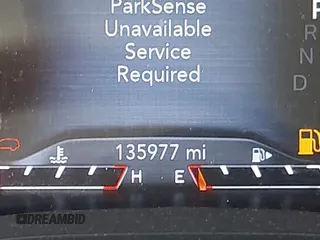 ParkSense
Unavailable
Service
Required
R
N
D
135977 mi
H E
DREAMBID